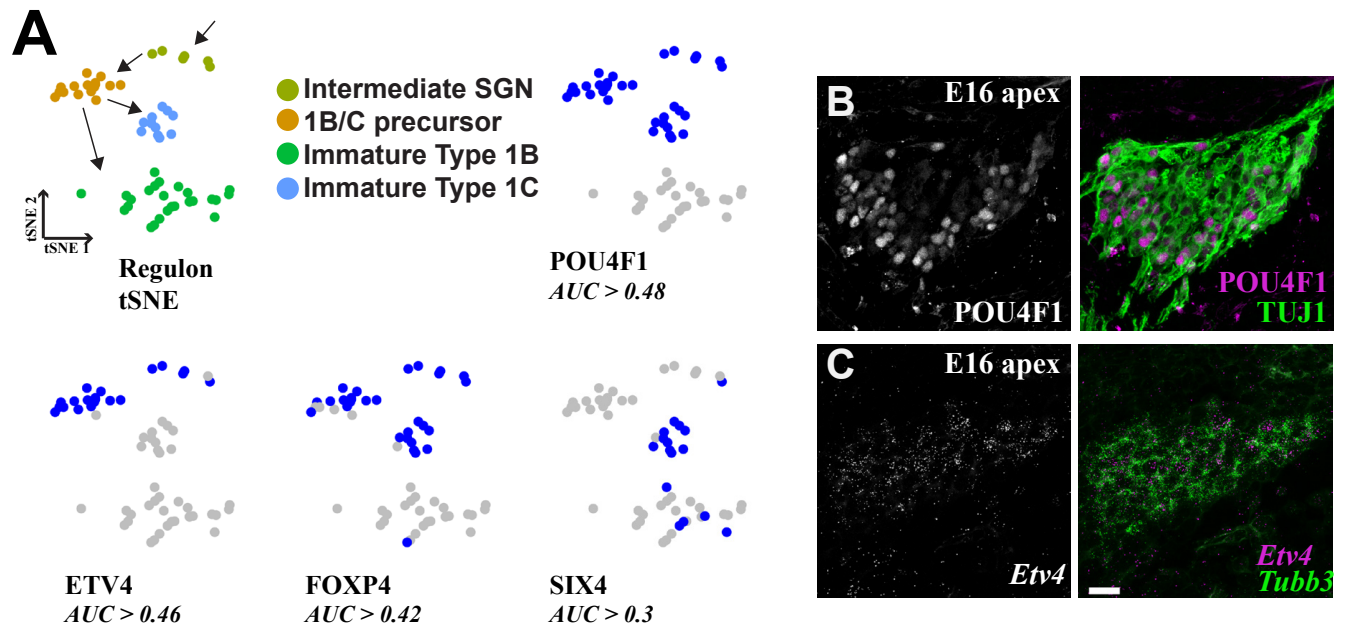 A
Intermediate SGN
1B/C precursor
Immature Type 1B
Immature Type 1C
tSNE 2
tSNE 1
Regulon
tSNE
POU4F1
AUC > 0.48
ETV4
AUC > 0.46
FOXP4
AUC > 0.42
SIX4
AUC > 0.3
B
E16 apex
POU4F1
POU4F1
TUJ1
C
E16 apex
Etv4
Etv4
Tubb3